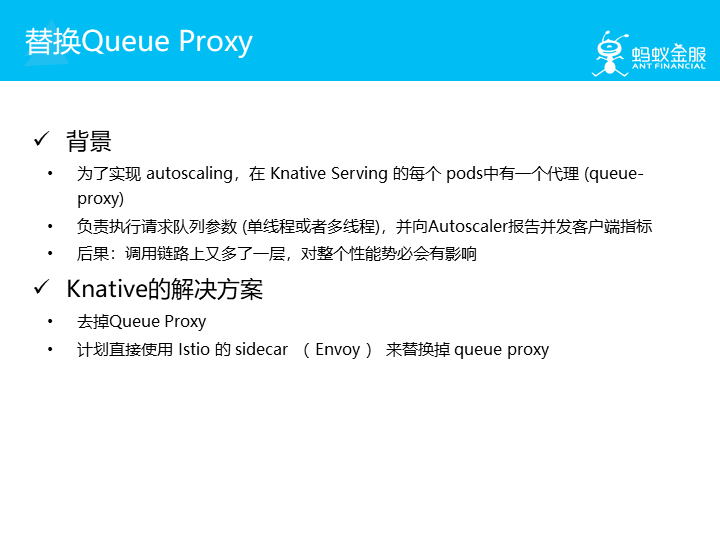 替换Queue Proxy
蚂蚁金服
ANT FINANCIAL
✓ 背景
• 为了实现 autoscaling，在 Knative Serving 的每个 pods中有一个代理 (queue-
proxy)
• 负责执行请求队列参数 (单线程或者多线程)，并向Autoscaler报告并发客户端指标
• 后果：调用链路上又多了一层，对整个性能势必会有影响
✓ Knative的解决方案
• 去掉Queue Proxy
• 计划直接使用 Istio 的 sidecar （ Envoy ） 来替换掉 queue proxy